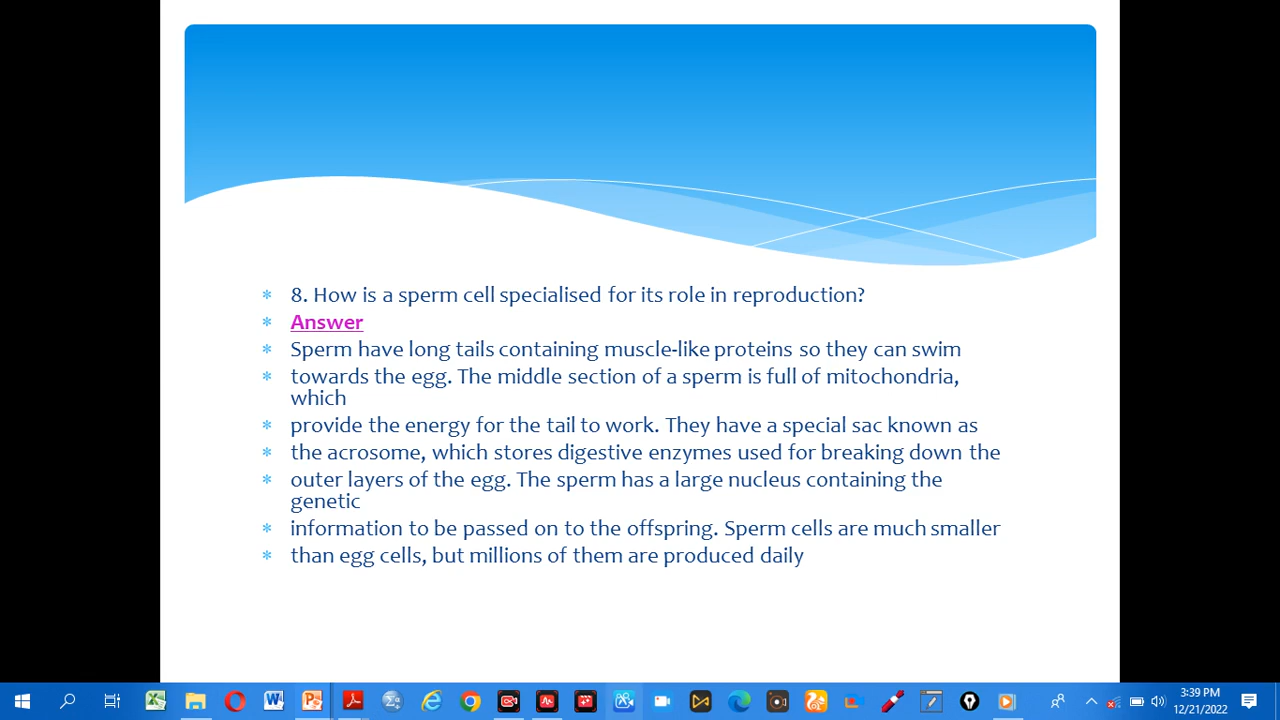 8. How is a sperm cell specialised for its role in reproduction?
Answer
Sperm have long tails containing muscle-like proteins so they can swim
towards the egg. The middle section of a sperm is full of mitochondria,
which
provide the energy for the tail to work. They have a special sac known as
the acrosome, which stores digestive enzymes used for breaking down the
outer layers of the egg. The sperm has a large nucleus containing the
genetic
information to be passed on to the offspring. Sperm cells are much smaller
than egg cells, but millions of them are produced daily
3:39 PM
12/21/2022